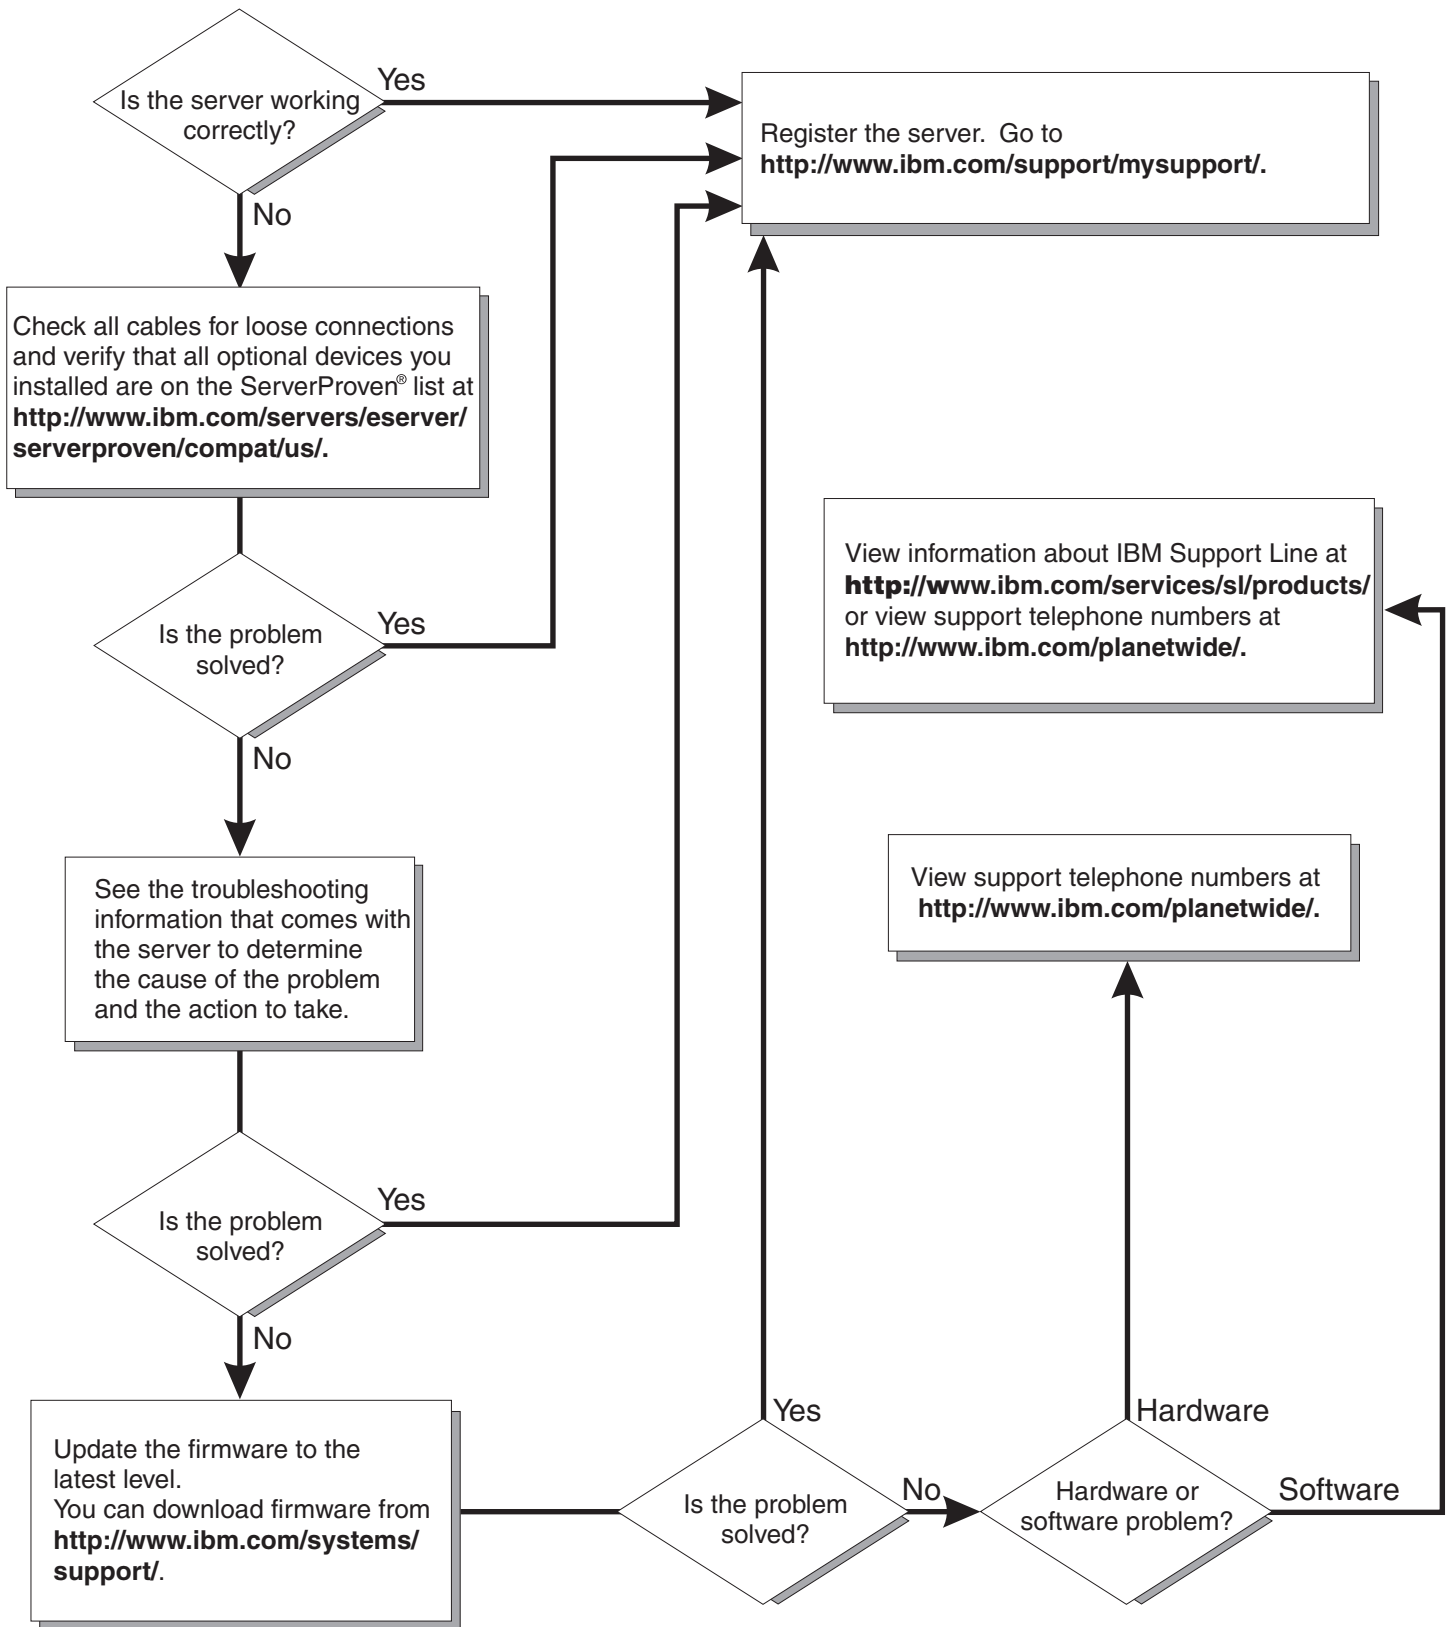 Is the server working
correctly?
Yes
No
Register the server. Go to
http://www.ibm.com/support/mysupport/.
Check all cables for loose connections
and verify that all optional devices you
installed are on the ServerProven® list at
http://www.ibm.com/servers/eserver/
serverproven/compat/us/.
Is the problem
solved?
Yes
No
View information about IBM Support Line at
http://www.ibm.com/services/sl/products/
or view support telephone numbers at
http://www.ibm.com/planetwide/.
See the troubleshooting
information that comes with
the server to determine
the cause of the problem
and the action to take.
View support telephone numbers at
http://www.ibm.com/planetwide/.
Is the problem
solved?
Yes
No
Update the firmware to the
latest level.
You can download firmware from
http://www.ibm.com/systems/
support/.
Is the problem
solved?
Yes
No
Hardware or
software problem?
Hardware
Software